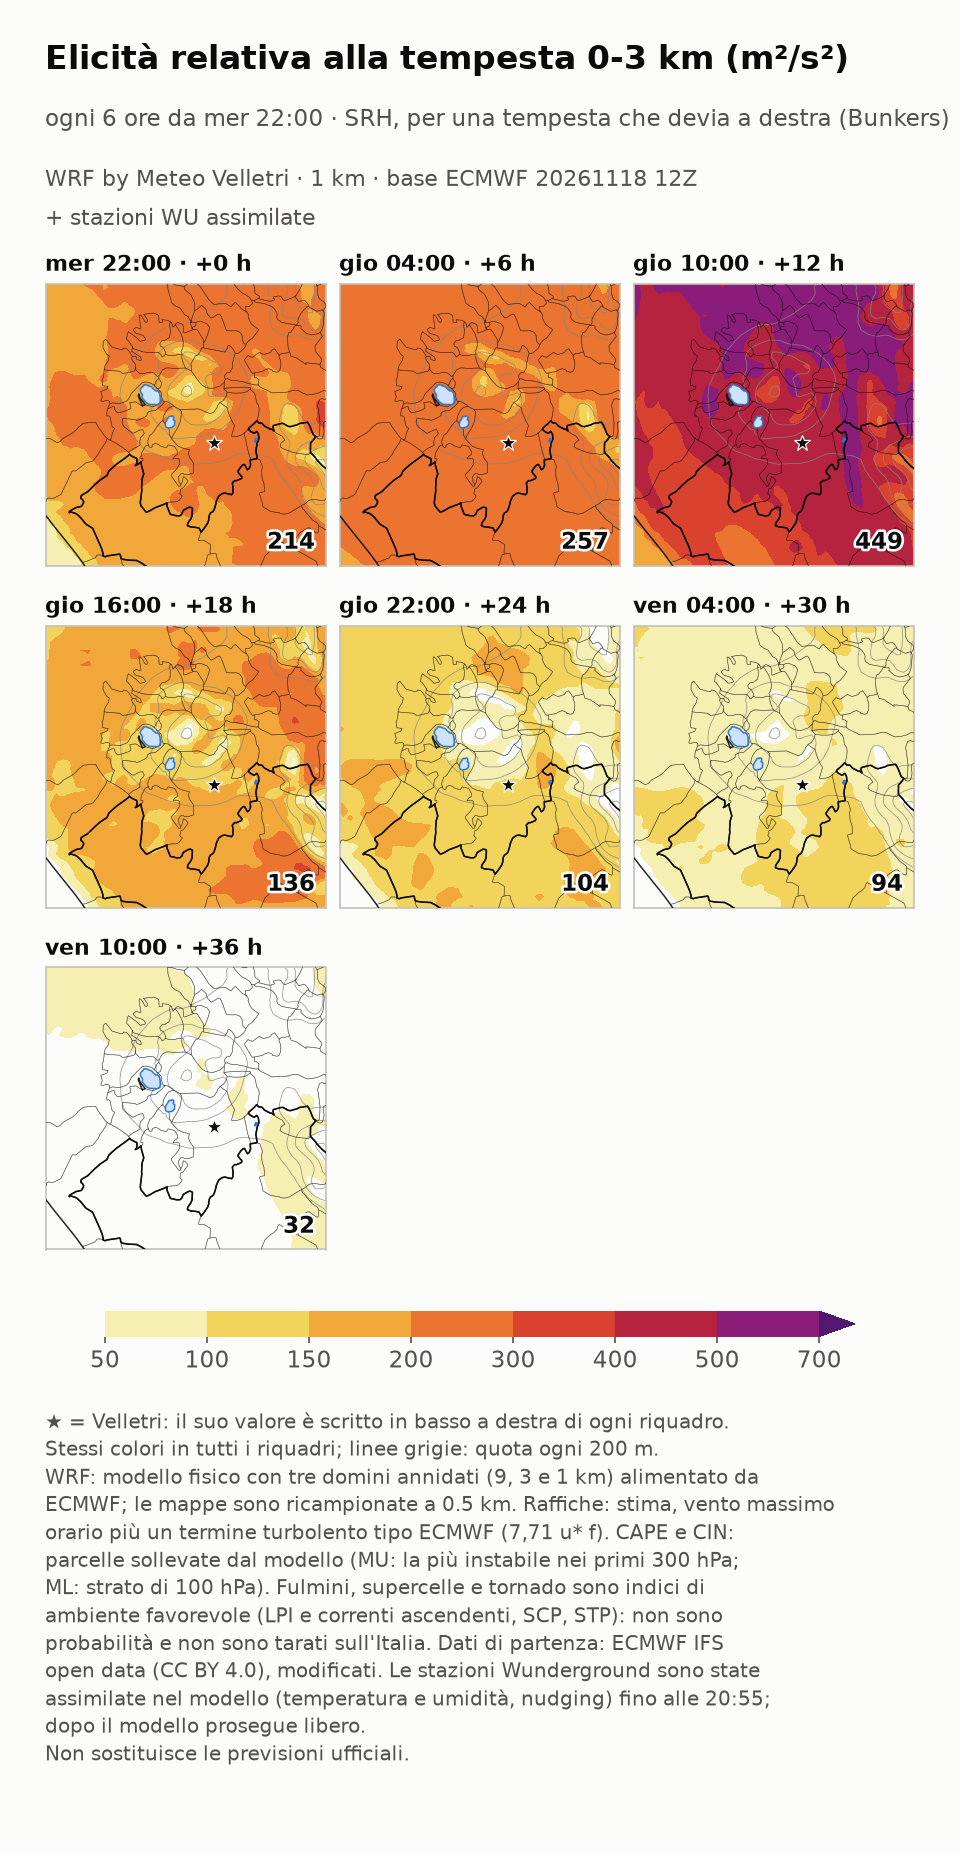 Elicità relativa alla tempesta 0-3 km (m²/s²)
ogni 6 ore da mer 22:00 · SRH, per una tempesta che devia a destra (Bunkers)
WRF by Meteo Velletri · 1 km · base ECMWF 20261118 12Z
+ stazioni WU assimilate
mer 22:00 · +0 h
gio 04:00 · +6 h
gio 10:00 · +12 h
214
257
449
gio 16:00 · +18 h
gio 22:00 · +24 h
ven 04:00 · +30 h
136
104
94
ven 10:00 · +36 h
32
50 100 150 200 300 400 500 700
★ = Velletri: il suo valore è scritto in basso a destra di ogni riquadro.
Stessi colori in tutti i riquadri; linee grigie: quota ogni 200 m.
WRF: modello fisico con tre domini annidati (9, 3 e 1 km) alimentato da
ECMWF; le mappe sono ricampionate a 0.5 km. Raffiche: stima, vento massimo
orario più un termine turbolento tipo ECMWF (7,71 u* f). CAPE e CIN:
parcelle sollevate dal modello (MU: la più instabile nei primi 300 hPa;
ML: strato di 100 hPa). Fulmini, supercelle e tornado sono indici di
ambiente favorevole (LPI e correnti ascendenti, SCP, STP): non sono
probabilità e non sono tarati sull'Italia. Dati di partenza: ECMWF IFS
open data (CC BY 4.0), modificati. Le stazioni Wunderground sono state
assimilate nel modello (temperatura e umidità, nudging) fino alle 20:55;
dopo il modello prosegue libero.
Non sostituisce le previsioni ufficiali.